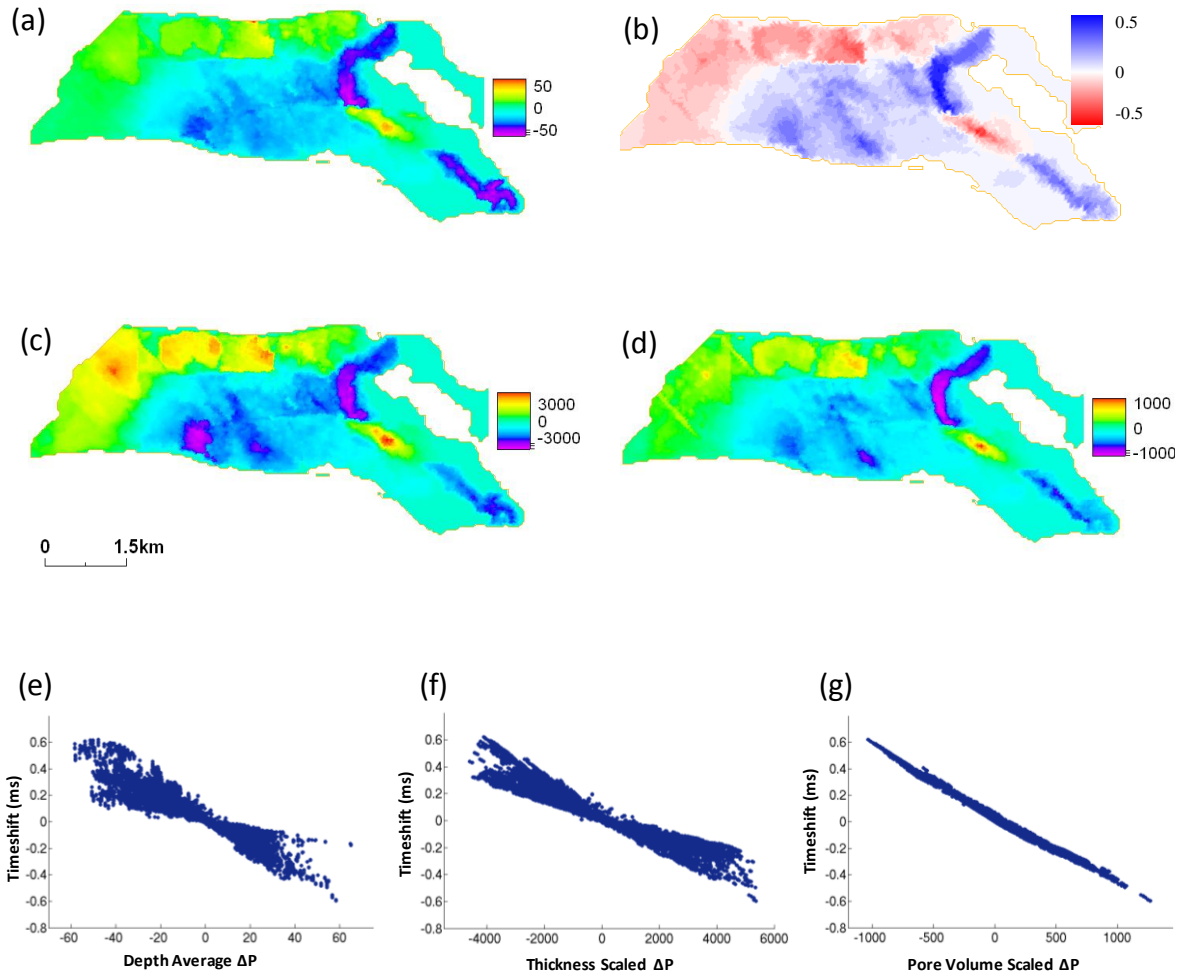 (a)
50
0
-50
(b)
0.5
0
-0.5
(c)
3000
0
-3000
(d)
1000
0
-1000
0 1.5km
(e)
(f)
(g)
Timeshift (ms)
0.6
0.4
0.2
0
-0.2
-0.4
-0.6
-0.8
-60 -40 -20 0 20 40 60
Depth Average ΔP
Timeshift (ms)
0.6
0.4
0.2
0
-0.2
-0.4
-0.6
-0.8
-4000 -2000 0 2000 4000 6000
Thickness Scaled ΔP
Timeshift (ms)
0.6
0.4
0.2
0
-0.2
-0.4
-0.6
-0.8
-1000 -500 0 500 1000
Pore Volume Scaled ΔP